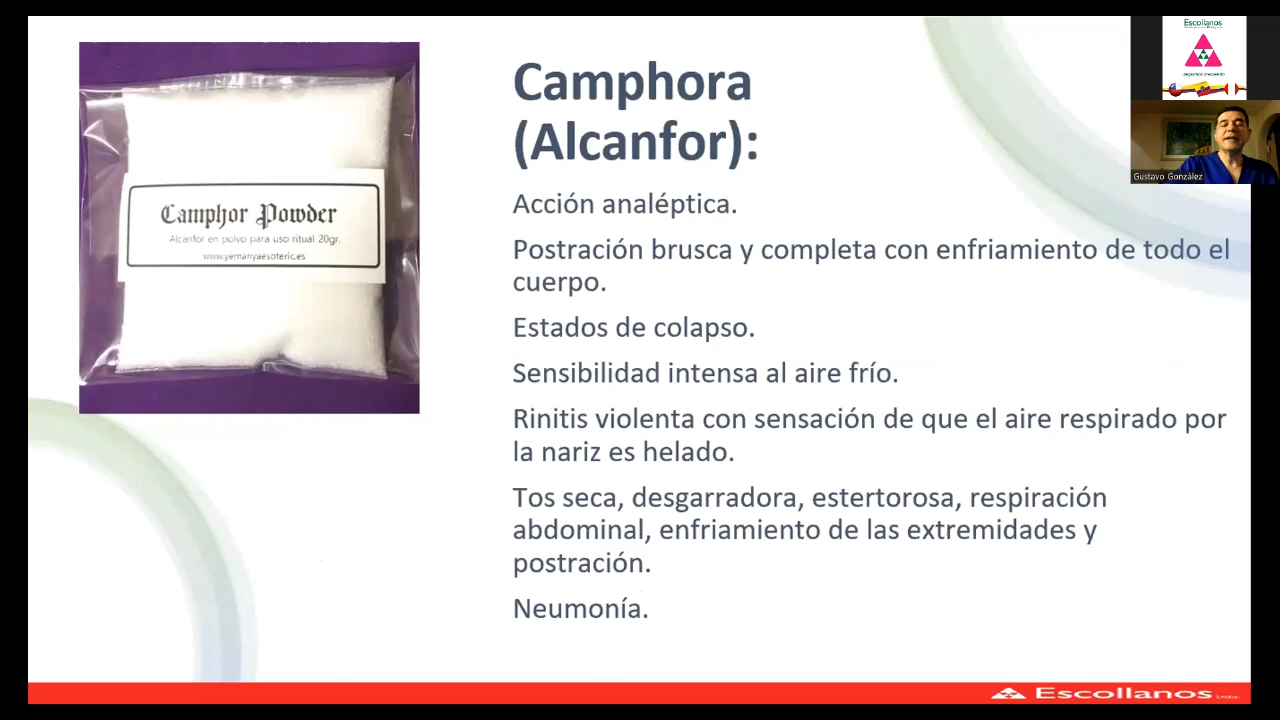 Camphora
(Alcanfor):
Acción analéptica.
Postración brusca y completa con enfriamiento de todo el
cuerpo.
Estados de colapso.
Sensibilidad intensa al aire frío.
Rinitis violenta con sensación de que el aire respirado por
la nariz es helado.
Tos seca, desgarradora, estertorosa, respiración
abdominal, enfriamiento de las extremidades y
postración.
Neumonía.
Camphor Powder
Alcanfor en polvo para uso ritual 20gr.
www.yemanyaesoteric.es
Escollanos
Gustavo González
Escollanos